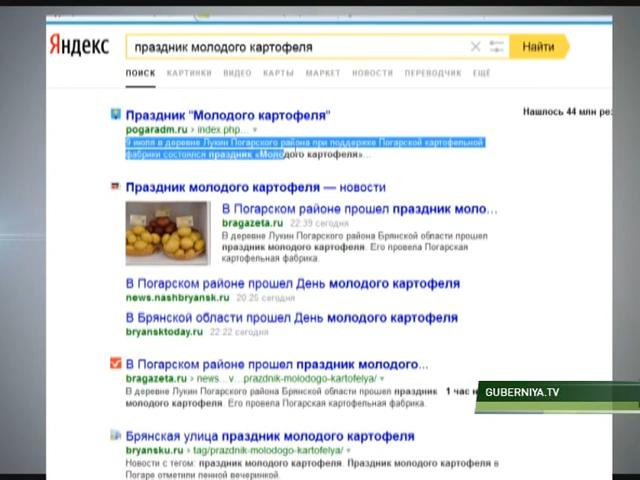 Яндекс
праздник молодого картофеля
Найти
ПОИСК КАРТИНКИ ВИДЕО КАРТЫ МАРКЕТ НОВОСТИ ПЕРЕВОДЧИК ЕЩЁ
Нашлось 44 млн ре
Праздник "Молодого картофеля"
pogaradm.ru › index.php...
9 июля в деревне Лукин Погарского района при поддержке Погарской картофельной
фабрики состоялся праздник «Молодого картофеля»...
Праздник молодого картофеля — новости
В Погарском районе прошел праздник моло...
bragazeta.ru 22:39 сегодня
В деревне Лукин Погарского района Брянской области прошел
праздник молодого картофеля. Его провела Погарская
картофельная фабрика.
В Погарском районе прошел День молодого картофеля
news.nashbryansk.ru 20:25 сегодня
В Брянской области прошел День молодого картофеля
bryansktoday.ru 22:22 сегодня
В Погарском районе прошел праздник молодого...
bragazeta.ru › news...v...prazdnik-molodogo-kartofelya/
В деревне Лукин Погарского района Брянской области прошел праздник 1 час н
молодого картофеля. Его провела Погарская картофельная фабрика.
GUBERNIYA.TV
Брянская улица праздник молодого картофеля
bryansku.ru › tag/prazdnik-molodogo-kartofelya/
Новости с тегом: праздник молодого картофеля. Праздник молодого картофеля в
Погаре отметили пенной вечеринкой.